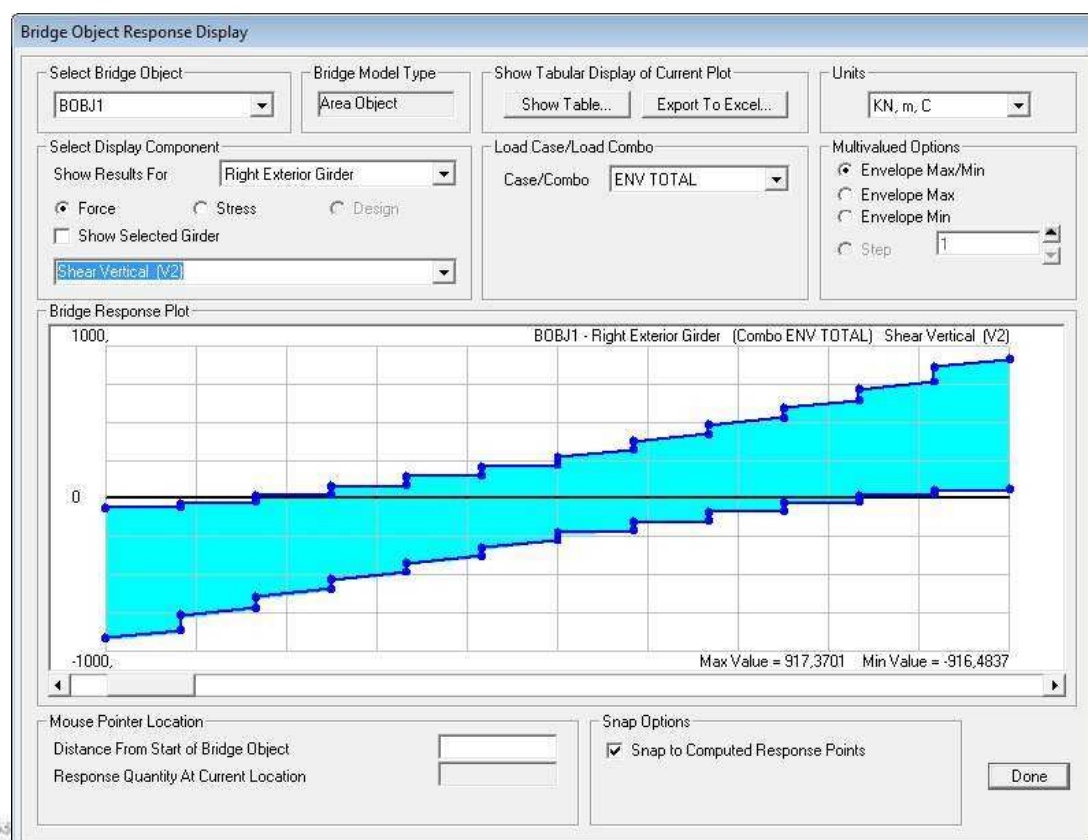 Bridge Object Response Display
Select Bridge Object
BOBJ1
Bridge Model Type
Area Object
Show Tabular Display of Current Plot
Show Table...
Export To Excel...
Units
KN, m, C
Select Display Component
Show Results For
Right Exterior Girder
Force
Stress
Design
Show Selected Girder
Shear Vertical (V2)
Load Case/Load Combo
Case/Combo
ENV TOTAL
Multivalued Options
Envelope Max/Min
Envelope Max
Envelope Min
Step
1
Bridge Response Plot
1000,
BOBJ1 - Right Exterior Girder (Combo ENV TOTAL) Shear Vertical (V2)
0
-1000,
Max Value = 917,3701 Min Value = -916,4837
Mouse Pointer Location
Distance From Start of Bridge Object
Response Quantity At Current Location
Snap Options
Snap to Computed Response Points
Done